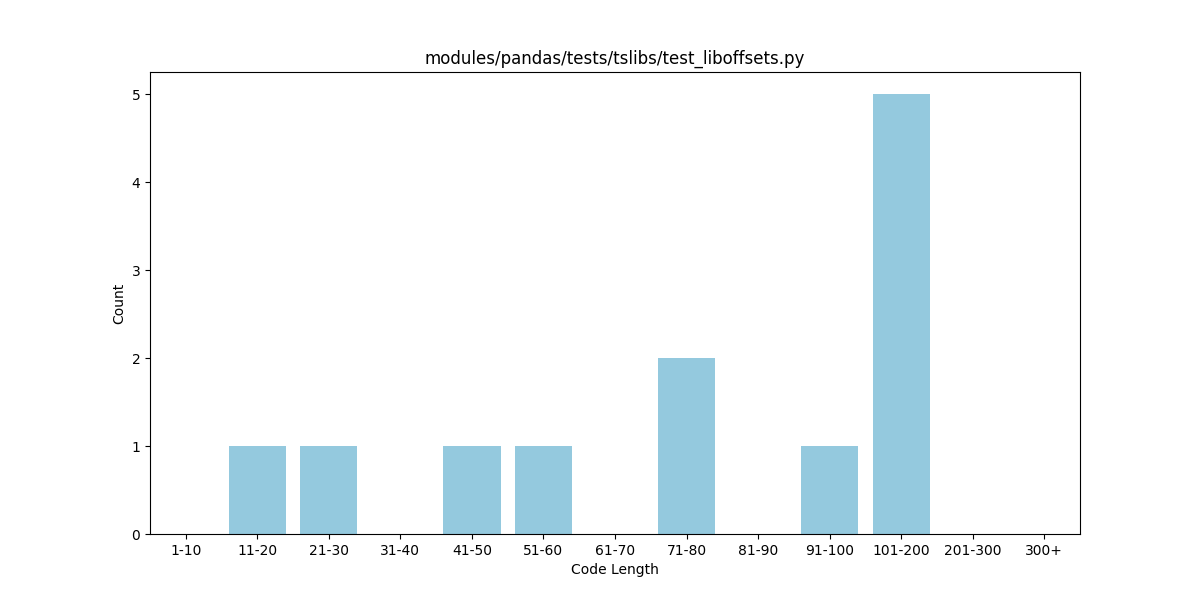 modules/pandas/tests/tslibs/test_liboffsets.py
5
4
3
2
1
0
Count
1-10 11-20 21-30 31-40 41-50 51-60 61-70 71-80 81-90 91-100 101-200 201-300 300+
Code Length